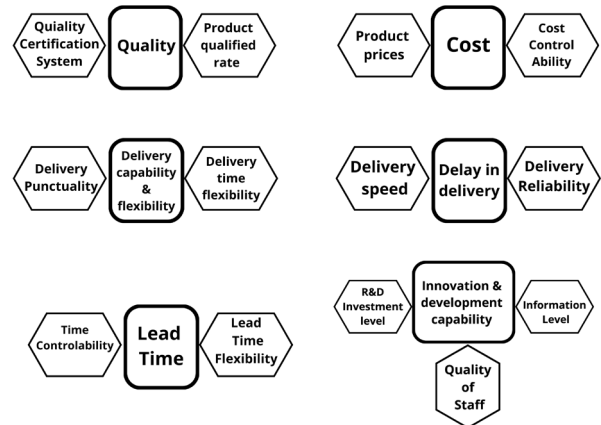 Quiality
Certification
System
Quality
Product
qualified
rate
Product
prices
Cost
Cost
Control
Ability
Delivery
Punctuality
Delivery
capability
&
flexibility
Delivery
time
flexibility
Delivery
speed
Delay in
delivery
Delivery
Reliability
Time
Controlability
Lead
Time
Lead
Time
Flexibility
R&D
Investment
level
Innovation &
development
capability
Information
Level
Quality
of
Staff